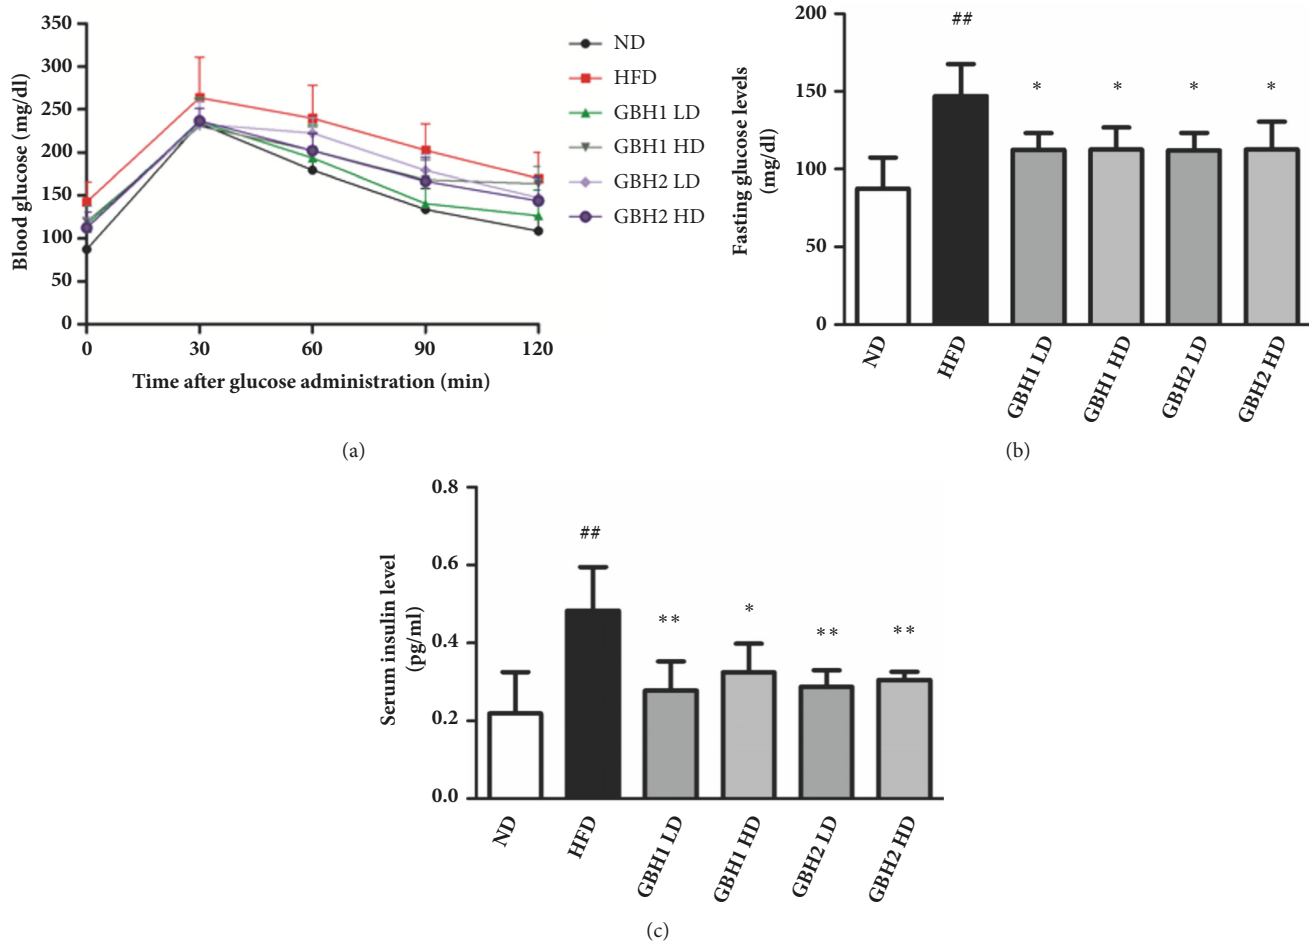 350
300
250
200
150
100
50
0
Blood glucose (mg/dl)
0 30 60 90 120
Time after glucose administration (min)
ND
HFD
GBH1 LD
GBH1 HD
GBH2 LD
GBH2 HD
(a)
200
150
100
50
0
Fasting glucose levels
(mg/dl)
##
* * * *
ND HFD GBH1 LD GBH1 HD GBH2 LD GBH2 HD
(b)
0.8
0.6
0.4
0.2
0.0
Serum insulin level
(pg/ml)
##
** * ** **
ND HFD GBH1 LD GBH1 HD GBH2 LD GBH2 HD
(c)